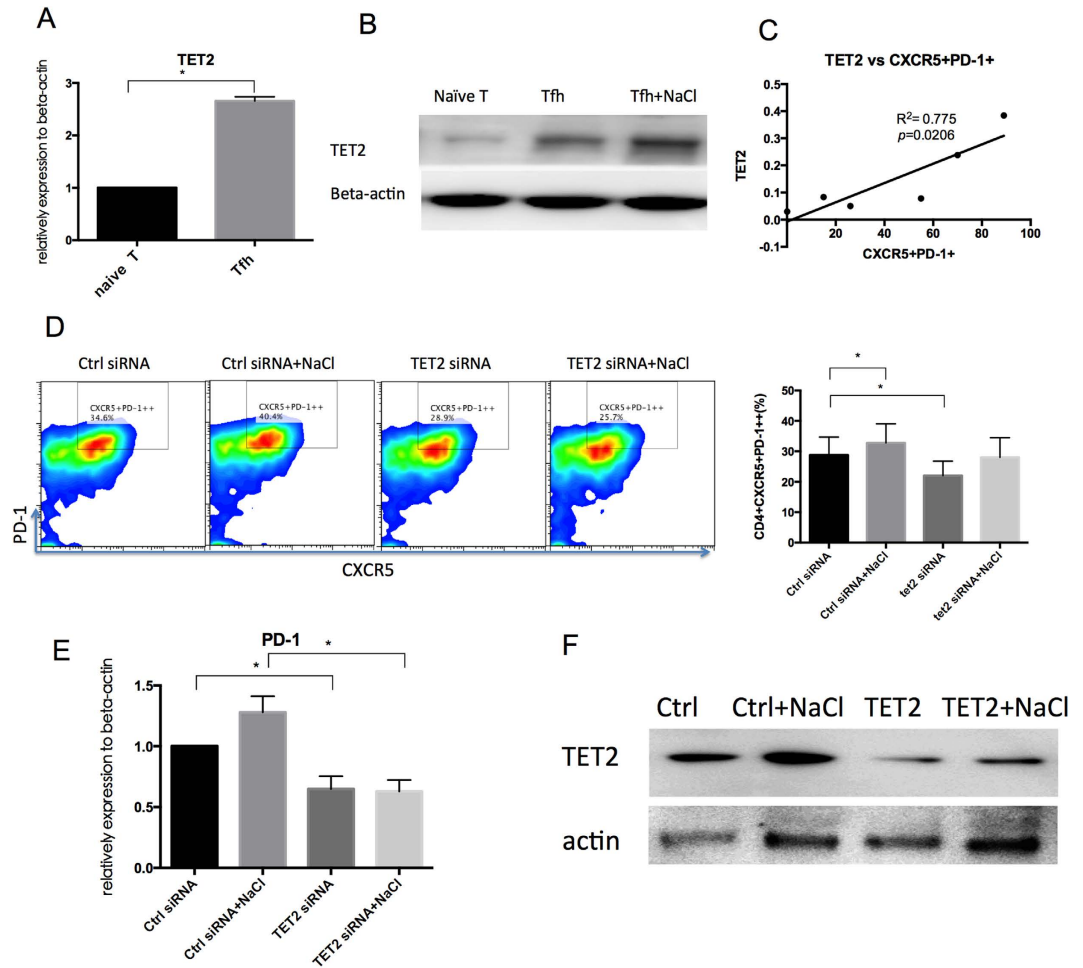 A
TET2
*
relatively expression to beta-actin
3
2
1
0
naive T
Tfh
B
Naïve T Tfh Tfh+NaCl
TET2
Beta-actin
C
TET2 vs CXCR5+PD-1+
R2= 0.775
p=0.0206
TET2
0.5
0.4
0.3
0.2
0.1
0.0
-0.1
20 40 60 80 100
CXCR5+PD-1+
D
Ctrl siRNA Ctrl siRNA+NaCl TET2 siRNA TET2 siRNA+NaCl
CXCR5+PD-1++
34.6%
CXCR5+PD-1++
40.4%
CXCR5+PD-1++
28.9%
CXCR5+PD-1++
25.7%
PD-1
CXCR5
*
*
CD4+CXCR5+PD-1++(%)
50
40
30
20
10
0
Ctrl siRNA
Ctrl siRNA+NaCl
tet2 siRNA
tet2 siRNA+NaCl
E
PD-1
*
*
relatively expression to beta-actin
1.5
1.0
0.5
0.0
Ctrl siRNA
Ctrl siRNA+NaCl
TET2 siRNA
TET2 siRNA+NaCl
F
Ctrl Ctrl+NaCl TET2 TET2+NaCl
TET2
actin